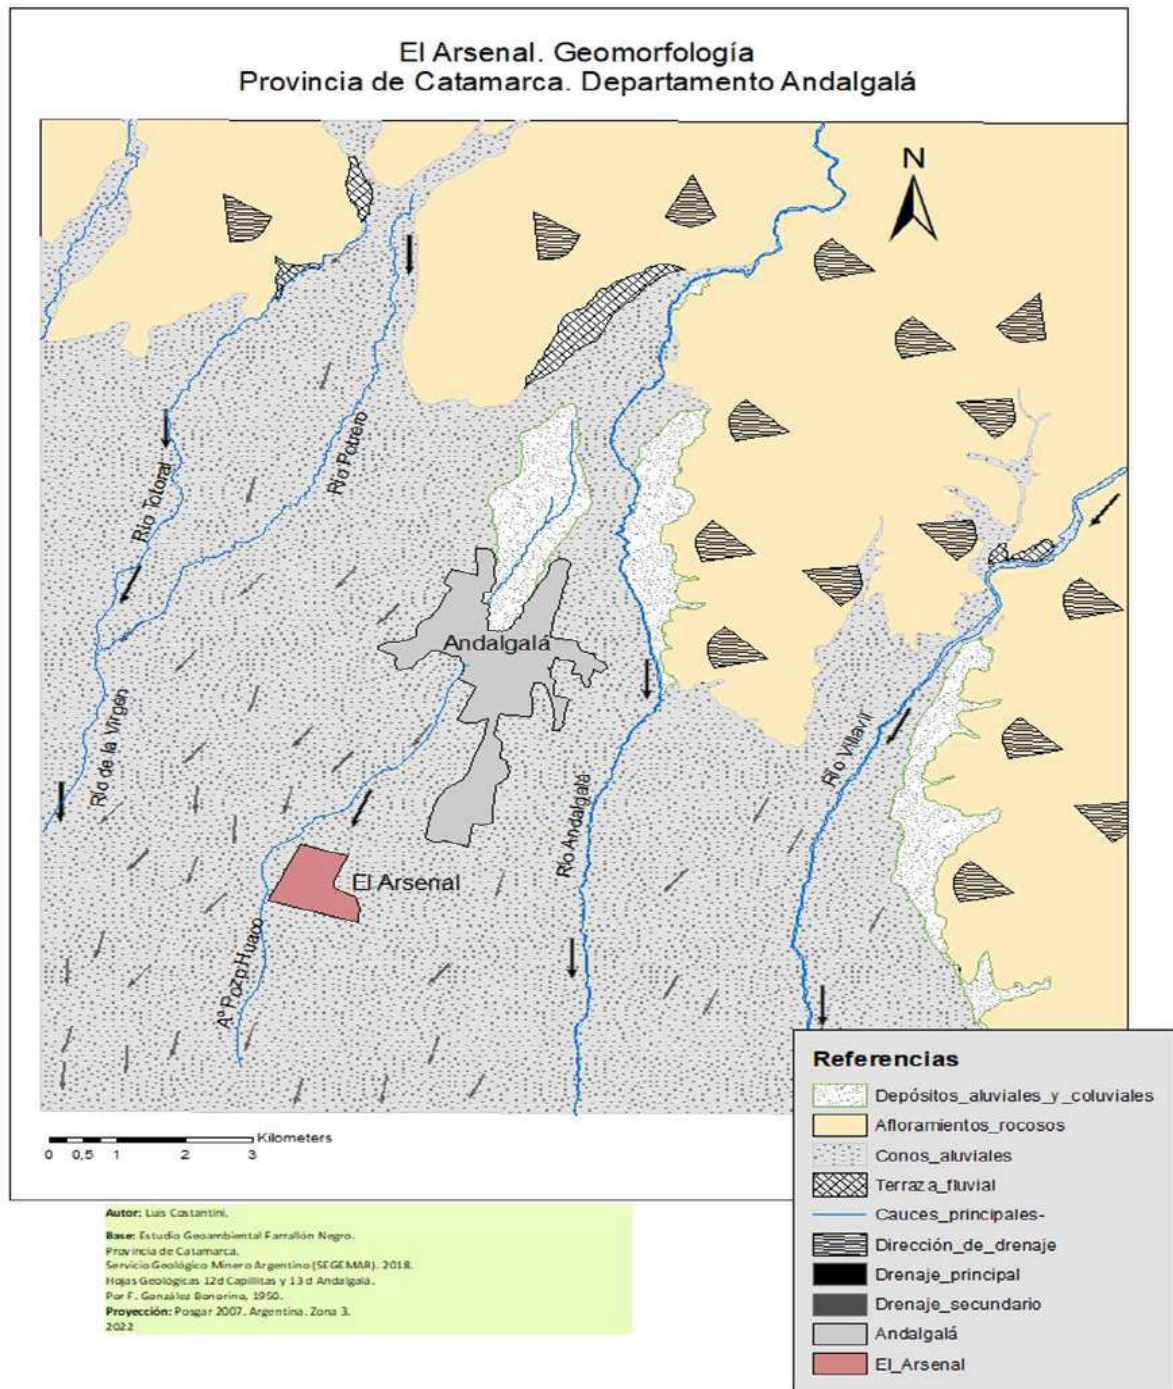 El Arsenal. Geomorfología
Provincia de Catamarca. Departamento Andalgalá
N
Río Totoral
Río Potrero
Andalgalá
Río de la Virgen
Río Villavil
Río Andalgalá
El Arsenal
Aº Pozo Huaco
Kilometers
0 0,5 1 2 3
Referencias
Depósitos_aluviales_y_coluviales
Afloramientos_rocosos
Conos_aluviales
Terraza_fluvial
Cauces_principales-
Dirección_de_drenaje
Drenaje_principal
Drenaje_secundario
Andalgalá
El_Arsenal
Autor: Luis Costantini,
Base: Estudio Geoambiental Farrallón Negro.
Provincia de Catamarca.
Servicio Geológico Minero Argentino (SEGEMAR). 2018.
Hojas Geológicas 12d Capillitas y 13 d Andalgalá.
Por F. González Bonorino, 1950.
Proyección: Posgar 2007. Argentina. Zona 3.
2022